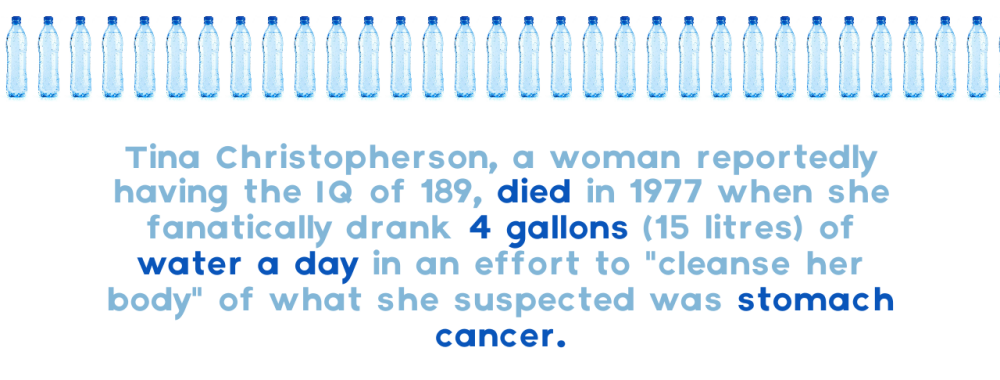 Tina Christopherson, a woman reportedly
having the IQ of 189, died in 1977 when she
fanatically drank 4 gallons (15 litres) of
water a day in an effort to "cleanse her
body" of what she suspected was stomach
cancer.